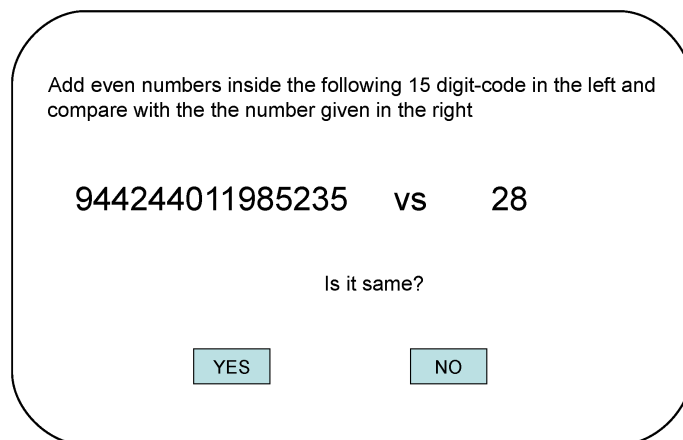 Add even numbers inside the following 15 digit-code in the left and
compare with the the number given in the right
944244011985235 vs 28
Is it same?
YES NO